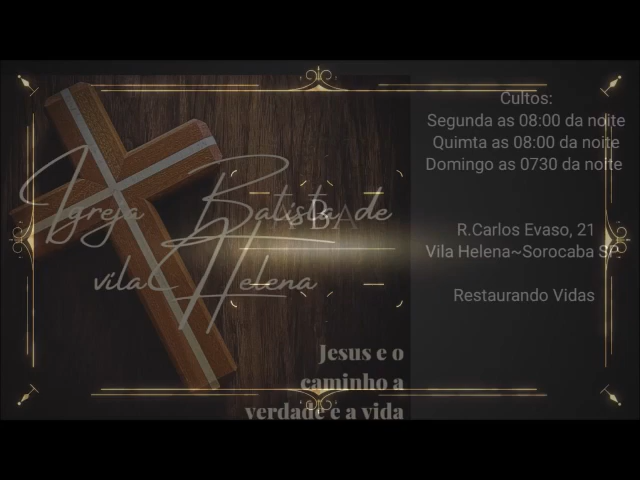 Igreja Batista de
vila Helena
ABA
Jesus e o
caminho a
verdade e a vida
Cultos:
Segunda as 08:00 da noite
Quimta as 08:00 da noite
Domingo as 0730 da noite
R.Carlos Evaso, 21
Vila Helena~Sorocaba SP
Restaurando Vidas